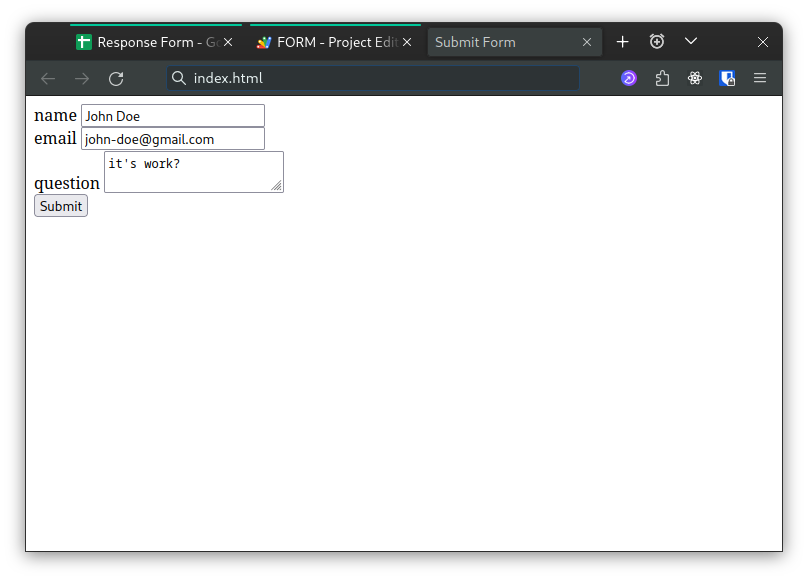 Response Form - Go
FORM - Project Edit
Submit Form
index.html
name John Doe
email john-doe@gmail.com
question it's work?
Submit